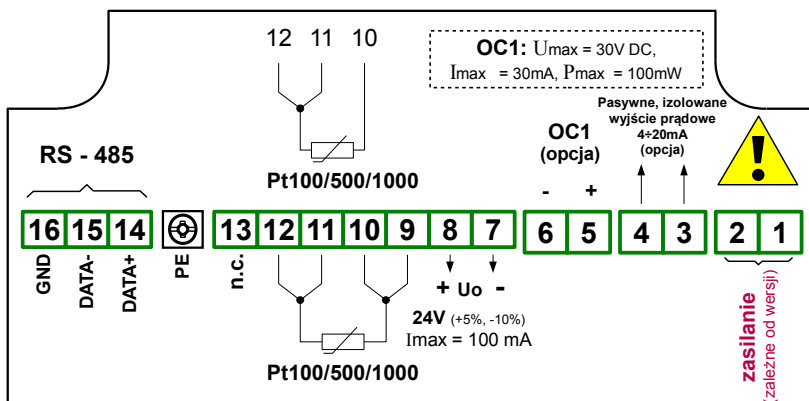 12 11 10
OC1: Umax = 30V DC,
Imax = 30mA, Pmax = 100mW
Pasywne, izolowane
wyjście prądowe
4÷20mA
(opcja)
OC1
(opcja)
- +
RS - 485
Pt100/500/1000
16 15 14 13 12 11 10 9 8 7 6 5 4 3 2 1
GND
DATA-
DATA+
PE
n.c.
+ Uo -
24V (+5%, -10%)
Imax = 100 mA
Pt100/500/1000
zasilanie
(zależne od wersji)